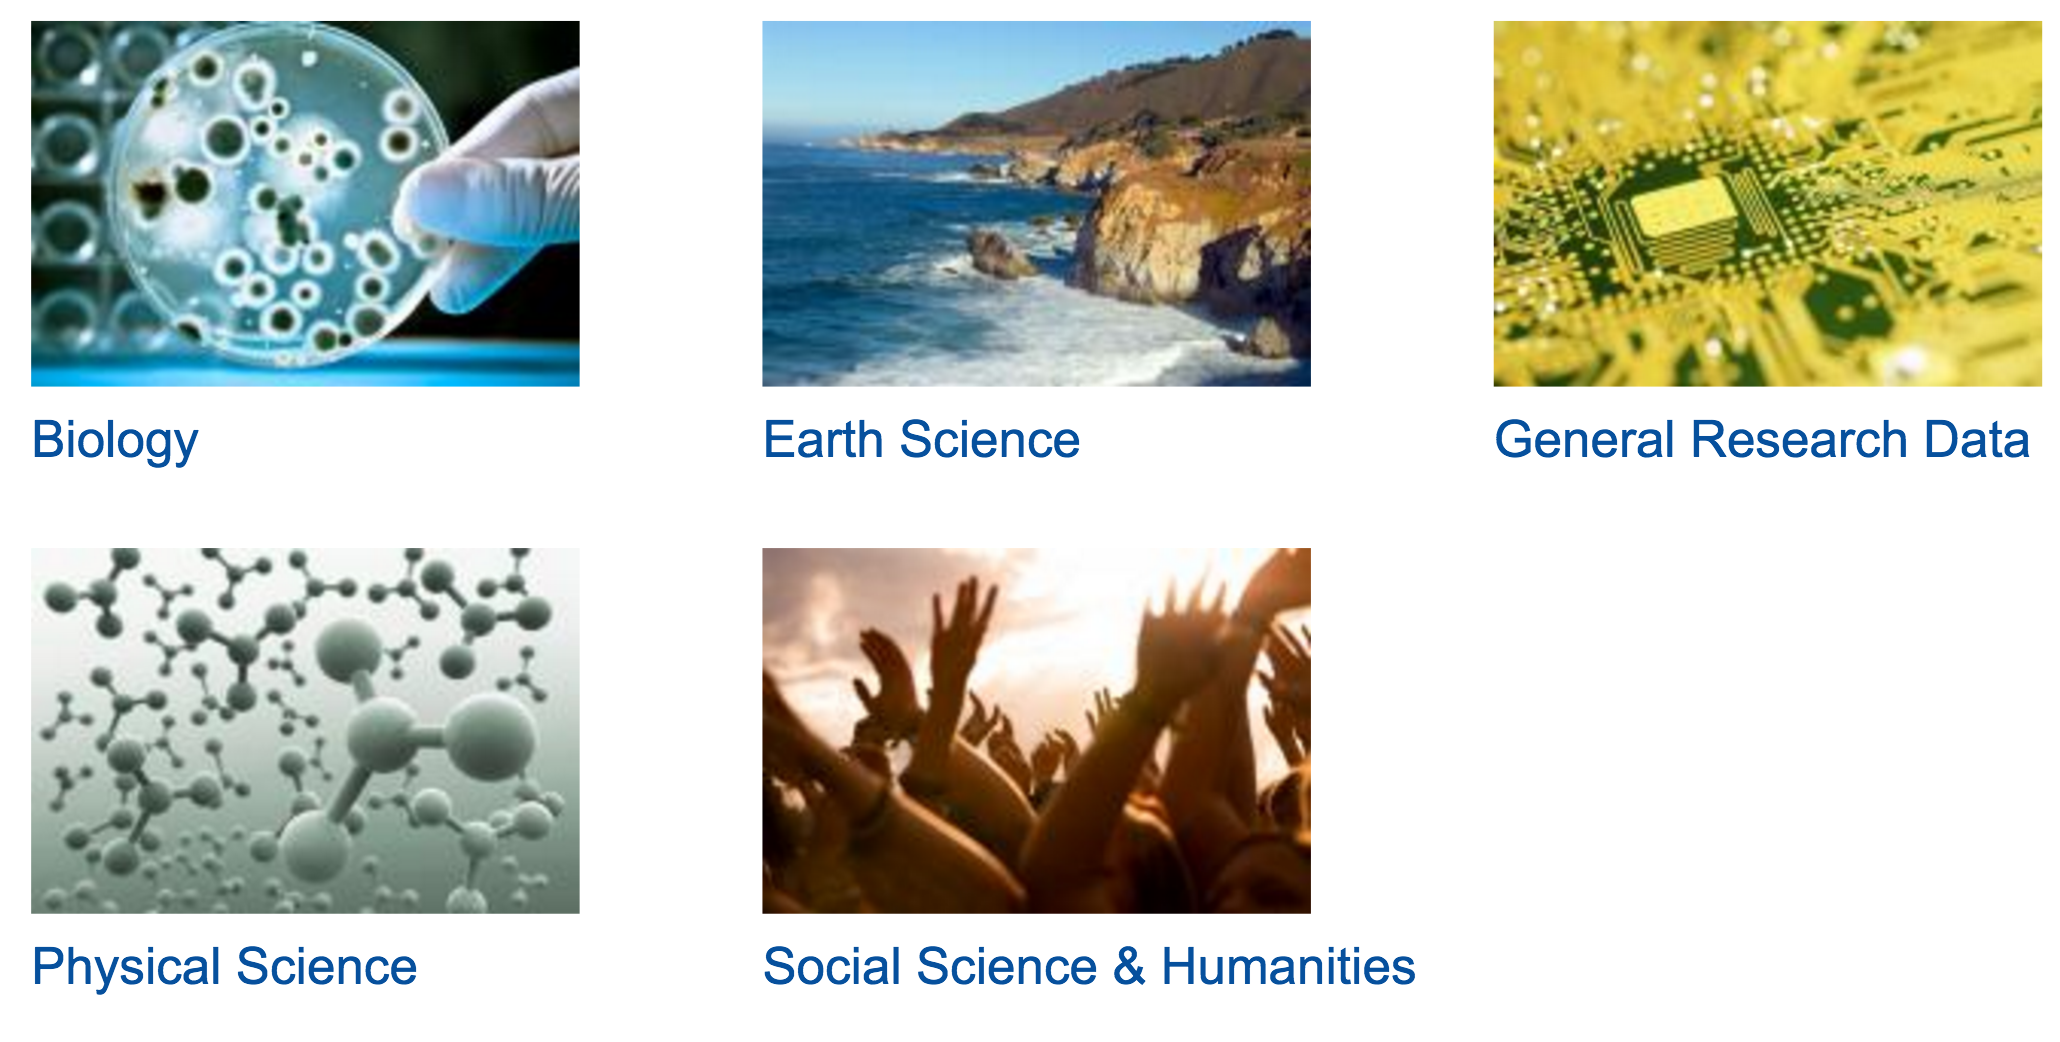 Biology
Earth Science
General Research Data
Physical Science
Social Science & Humanities